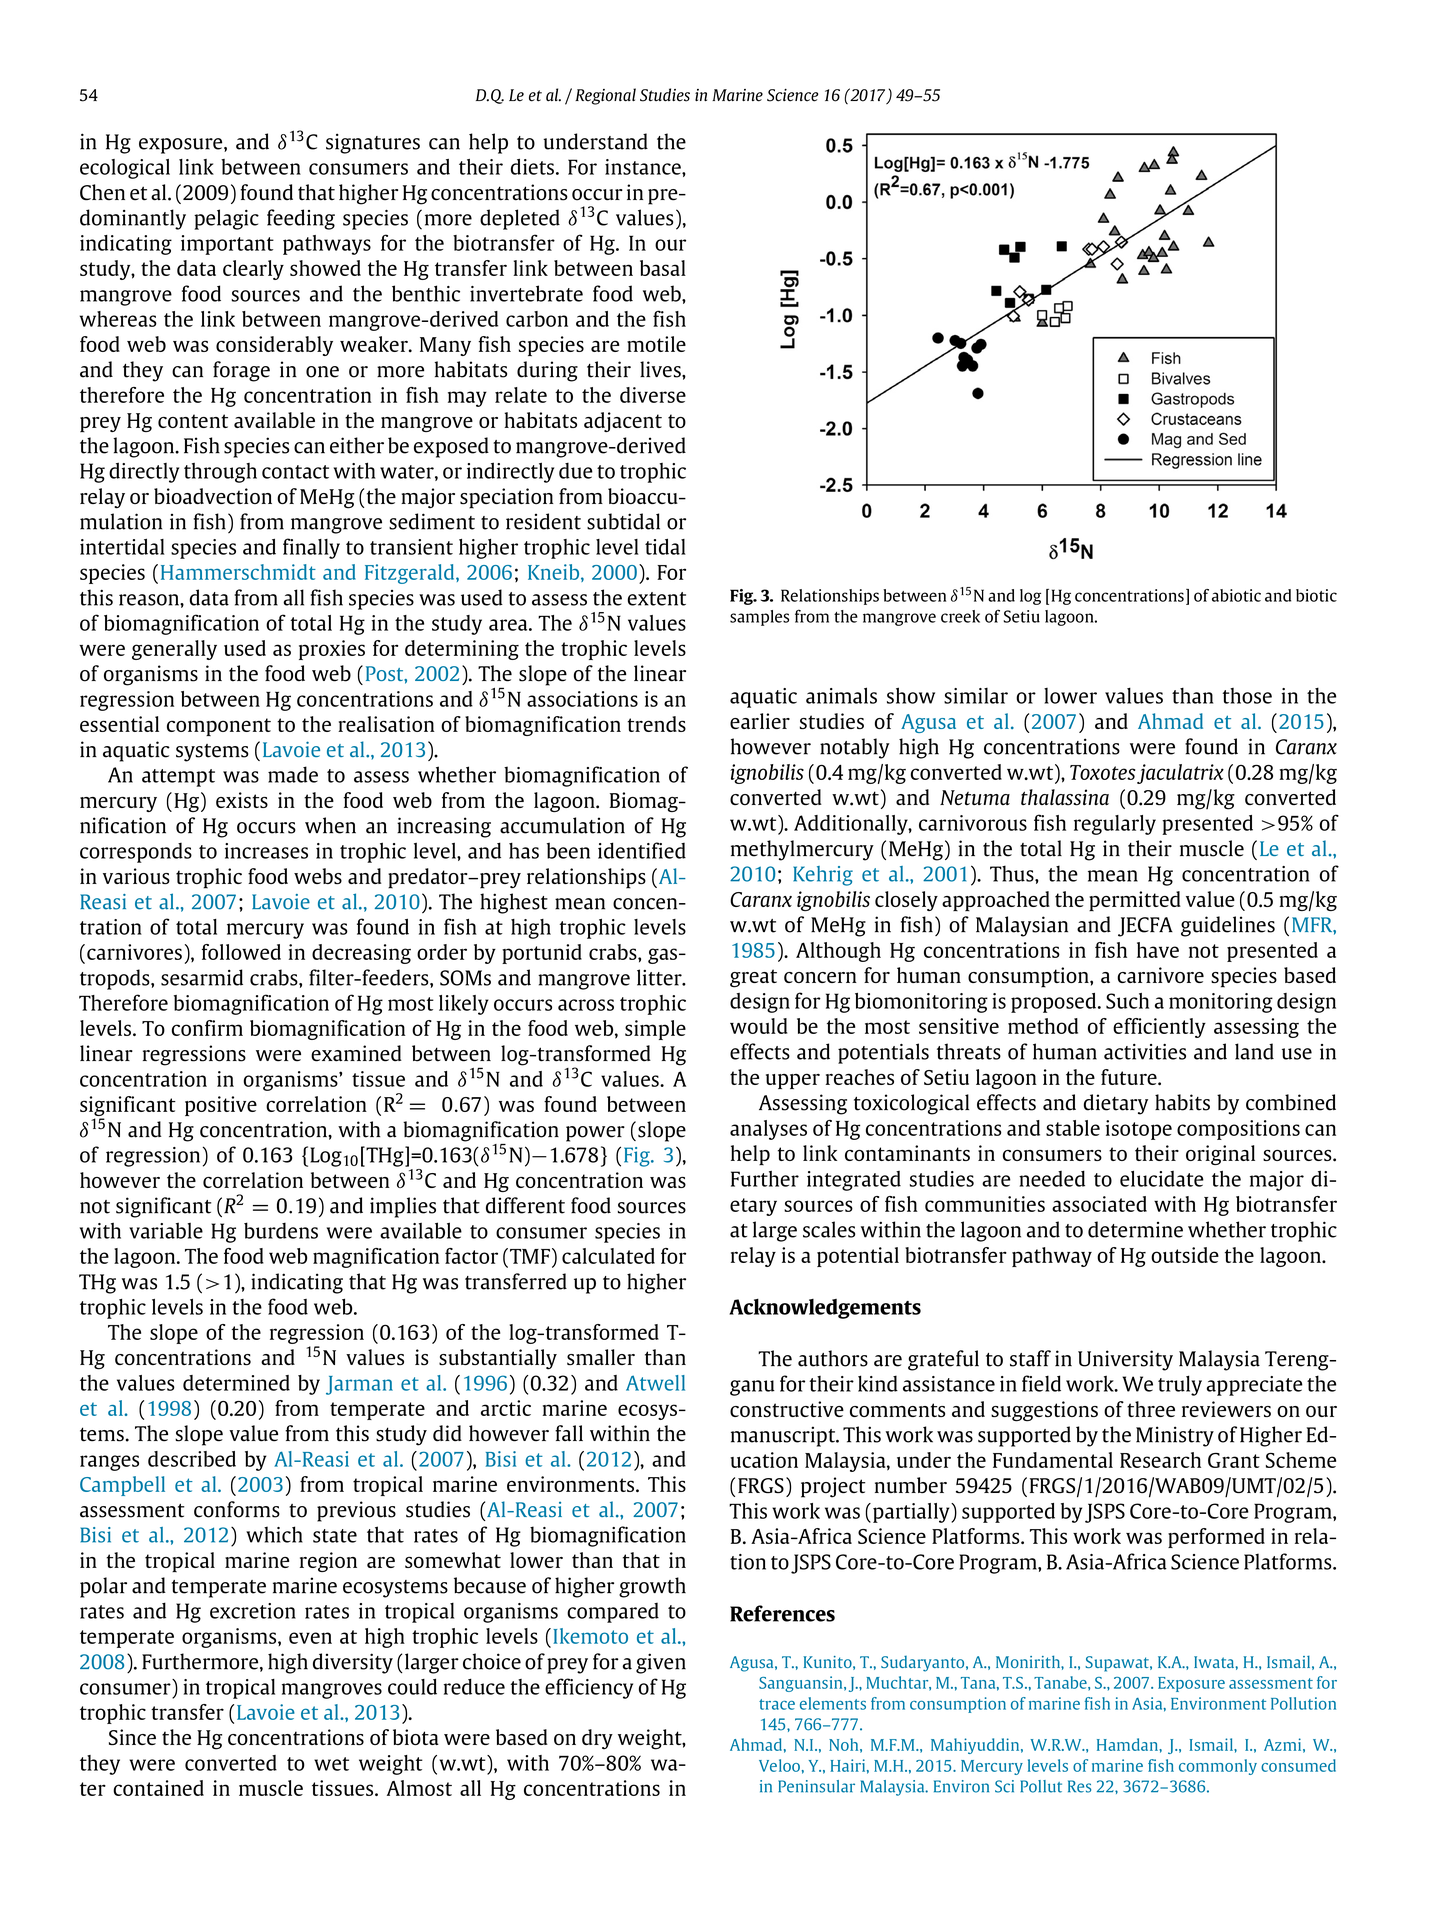 54
D.Q. Le et al. / Regional Studies in Marine Science 16 (2017) 49–55
in Hg exposure, and δ13C signatures can help to understand the
ecological link between consumers and their diets. For instance,
Chen et al. (2009) found that higher Hg concentrations occur in pre-
dominantly pelagic feeding species (more depleted δ13C values),
indicating important pathways for the biotransfer of Hg. In our
study, the data clearly showed the Hg transfer link between basal
mangrove food sources and the benthic invertebrate food web,
whereas the link between mangrove-derived carbon and the fish
food web was considerably weaker. Many fish species are motile
and they can forage in one or more habitats during their lives,
therefore the Hg concentration in fish may relate to the diverse
prey Hg content available in the mangrove or habitats adjacent to
the lagoon. Fish species can either be exposed to mangrove-derived
Hg directly through contact with water, or indirectly due to trophic
relay or bioadvection of MeHg (the major speciation from bioaccu-
mulation in fish) from mangrove sediment to resident subtidal or
intertidal species and finally to transient higher trophic level tidal
species (Hammerschmidt and Fitzgerald, 2006; Kneib, 2000). For
this reason, data from all fish species was used to assess the extent
of biomagnification of total Hg in the study area. The δ15N values
were generally used as proxies for determining the trophic levels
of organisms in the food web (Post, 2002). The slope of the linear
regression between Hg concentrations and δ15N associations is an
essential component to the realisation of biomagnification trends
in aquatic systems (Lavoie et al., 2013).
An attempt was made to assess whether biomagnification of
mercury (Hg) exists in the food web from the lagoon. Biomag-
nification of Hg occurs when an increasing accumulation of Hg
corresponds to increases in trophic level, and has been identified
in various trophic food webs and predator–prey relationships (Al-
Reasi et al., 2007; Lavoie et al., 2010). The highest mean concen-
tration of total mercury was found in fish at high trophic levels
(carnivores), followed in decreasing order by portunid crabs, gas-
tropods, sesarmid crabs, filter-feeders, SOMs and mangrove litter.
Therefore biomagnification of Hg most likely occurs across trophic
levels. To confirm biomagnification of Hg in the food web, simple
linear regressions were examined between log-transformed Hg
concentration in organisms' tissue and δ15N and δ13C values. A
significant positive correlation (R2 = 0.67) was found between
δ15N and Hg concentration, with a biomagnification power (slope
of regression) of 0.163 {Log10[THg]=0.163(δ15N)−1.678} (Fig. 3),
however the correlation between δ13C and Hg concentration was
not significant (R2 = 0.19) and implies that different food sources
with variable Hg burdens were available to consumer species in
the lagoon. The food web magnification factor (TMF) calculated for
THg was 1.5 (>1), indicating that Hg was transferred up to higher
trophic levels in the food web.
The slope of the regression (0.163) of the log-transformed T-
Hg concentrations and 15N values is substantially smaller than
the values determined by Jarman et al. (1996) (0.32) and Atwell
et al. (1998) (0.20) from temperate and arctic marine ecosys-
tems. The slope value from this study did however fall within the
ranges described by Al-Reasi et al. (2007), Bisi et al. (2012), and
Campbell et al. (2003) from tropical marine environments. This
assessment conforms to previous studies (Al-Reasi et al., 2007;
Bisi et al., 2012) which state that rates of Hg biomagnification
in the tropical marine region are somewhat lower than that in
polar and temperate marine ecosystems because of higher growth
rates and Hg excretion rates in tropical organisms compared to
temperate organisms, even at high trophic levels (Ikemoto et al.,
2008). Furthermore, high diversity (larger choice of prey for a given
consumer) in tropical mangroves could reduce the efficiency of Hg
trophic transfer (Lavoie et al., 2013).
Since the Hg concentrations of biota were based on dry weight,
they were converted to wet weight (w.wt), with 70%–80% wa-
ter contained in muscle tissues. Almost all Hg concentrations in
Log[Hg]= 0.163 x δ15N -1.775
(R2=0.67, p<0.001)
0.5
0.0
-0.5
-1.0
-1.5
-2.0
-2.5
Log [Hg]
Fish
Bivalves
Gastropods
Crustaceans
Mag and Sed
Regression line
0 2 4 6 8 10 12 14
δ15N
Fig. 3. Relationships between δ15N and log [Hg concentrations] of abiotic and biotic
samples from the mangrove creek of Setiu lagoon.
aquatic animals show similar or lower values than those in the
earlier studies of Agusa et al. (2007) and Ahmad et al. (2015),
however notably high Hg concentrations were found in Caranx
ignobilis (0.4 mg/kg converted w.wt), Toxotes jaculatrix (0.28 mg/kg
converted w.wt) and Netuma thalassina (0.29 mg/kg converted
w.wt). Additionally, carnivorous fish regularly presented >95% of
methylmercury (MeHg) in the total Hg in their muscle (Le et al.,
2010; Kehrig et al., 2001). Thus, the mean Hg concentration of
Caranx ignobilis closely approached the permitted value (0.5 mg/kg
w.wt of MeHg in fish) of Malaysian and JECFA guidelines (MFR,
1985). Although Hg concentrations in fish have not presented a
great concern for human consumption, a carnivore species based
design for Hg biomonitoring is proposed. Such a monitoring design
would be the most sensitive method of efficiently assessing the
effects and potentials threats of human activities and land use in
the upper reaches of Setiu lagoon in the future.
Assessing toxicological effects and dietary habits by combined
analyses of Hg concentrations and stable isotope compositions can
help to link contaminants in consumers to their original sources.
Further integrated studies are needed to elucidate the major di-
etary sources of fish communities associated with Hg biotransfer
at large scales within the lagoon and to determine whether trophic
relay is a potential biotransfer pathway of Hg outside the lagoon.
Acknowledgements
The authors are grateful to staff in University Malaysia Tereng-
ganu for their kind assistance in field work. We truly appreciate the
constructive comments and suggestions of three reviewers on our
manuscript. This work was supported by the Ministry of Higher Ed-
ucation Malaysia, under the Fundamental Research Grant Scheme
(FRGS) project number 59425 (FRGS/1/2016/WAB09/UMT/02/5).
This work was (partially) supported by JSPS Core-to-Core Program,
B. Asia-Africa Science Platforms. This work was performed in rela-
tion to JSPS Core-to-Core Program, B. Asia-Africa Science Platforms.
References
Agusa, T., Kunito, T., Sudaryanto, A., Monirith, I., Supawat, K.A., Iwata, H., Ismail, A.,
Sanguansin, J., Muchtar, M., Tana, T.S., Tanabe, S., 2007. Exposure assessment for
trace elements from consumption of marine fish in Asia, Environment Pollution
145, 766–777.
Ahmad, N.I., Noh, M.F.M., Mahiyuddin, W.R.W., Hamdan, J., Ismail, I., Azmi, W.,
Veloo, Y., Hairi, M.H., 2015. Mercury levels of marine fish commonly consumed
in Peninsular Malaysia. Environ Sci Pollut Res 22, 3672–3686.